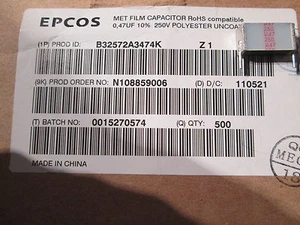 EPCOS
MET FILM CAPACITOR RoHS compatible
0,47UF 10% 250V POLYESTER UNCOAT
(1P) PROD ID: B32572A3474K Z 1
(9K) PROD ORDER NO: N108859006 (D) D/C: 110521
(T) BATCH NO: 0015270574 (Q) QTY: 500
MADE IN CHINA